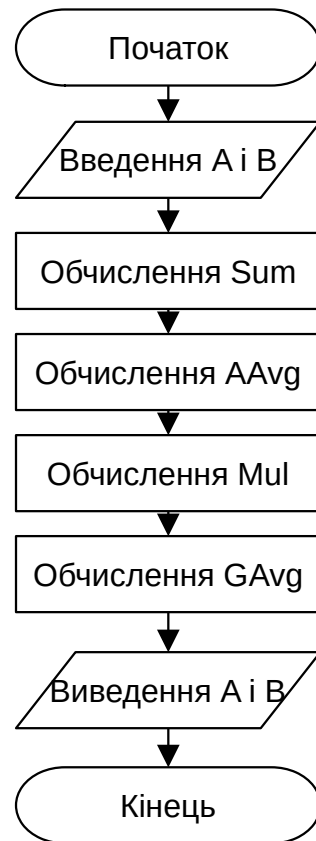 Початок
Введення A і B
Обчислення Sum
Обчислення AAvg
Обчислення Mul
Обчислення GAvg
Виведення A і B
Кінець